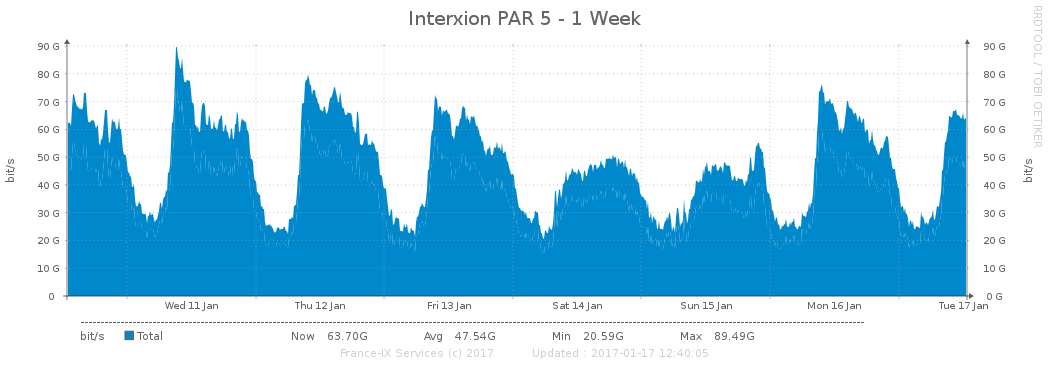 Interxion PAR 5 - 1 Week
RRDTOOL / TOBI OETIKER
bit/s
90 G
80 G
70 G
60 G
50 G
40 G
30 G
20 G
10 G
0
90 G
80 G
70 G
60 G
50 G
40 G
30 G
20 G
10 G
0 G
bit/s
Wed 11 Jan Thu 12 Jan Fri 13 Jan Sat 14 Jan Sun 15 Jan Mon 16 Jan Tue 17 Jan
bit/s Total Now 63.70G Avg 47.54G Min 20.59G Max 89.49G
France-IX Services (c) 2017 Updated : 2017-01-17 12:40:05